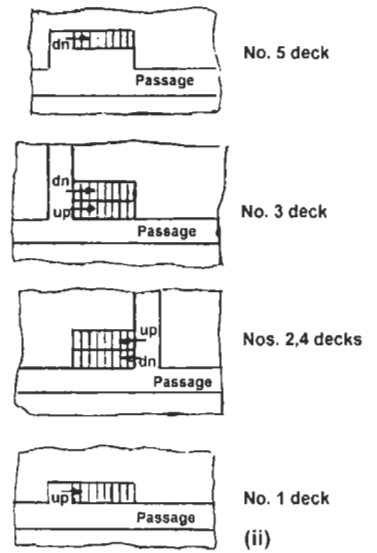 dn
No. 5 deck
Passage
dn
up
No. 3 deck
Passage
up
Nos. 2,4 decks
dn
Passage
up
No. 1 deck
Passage
(ii)